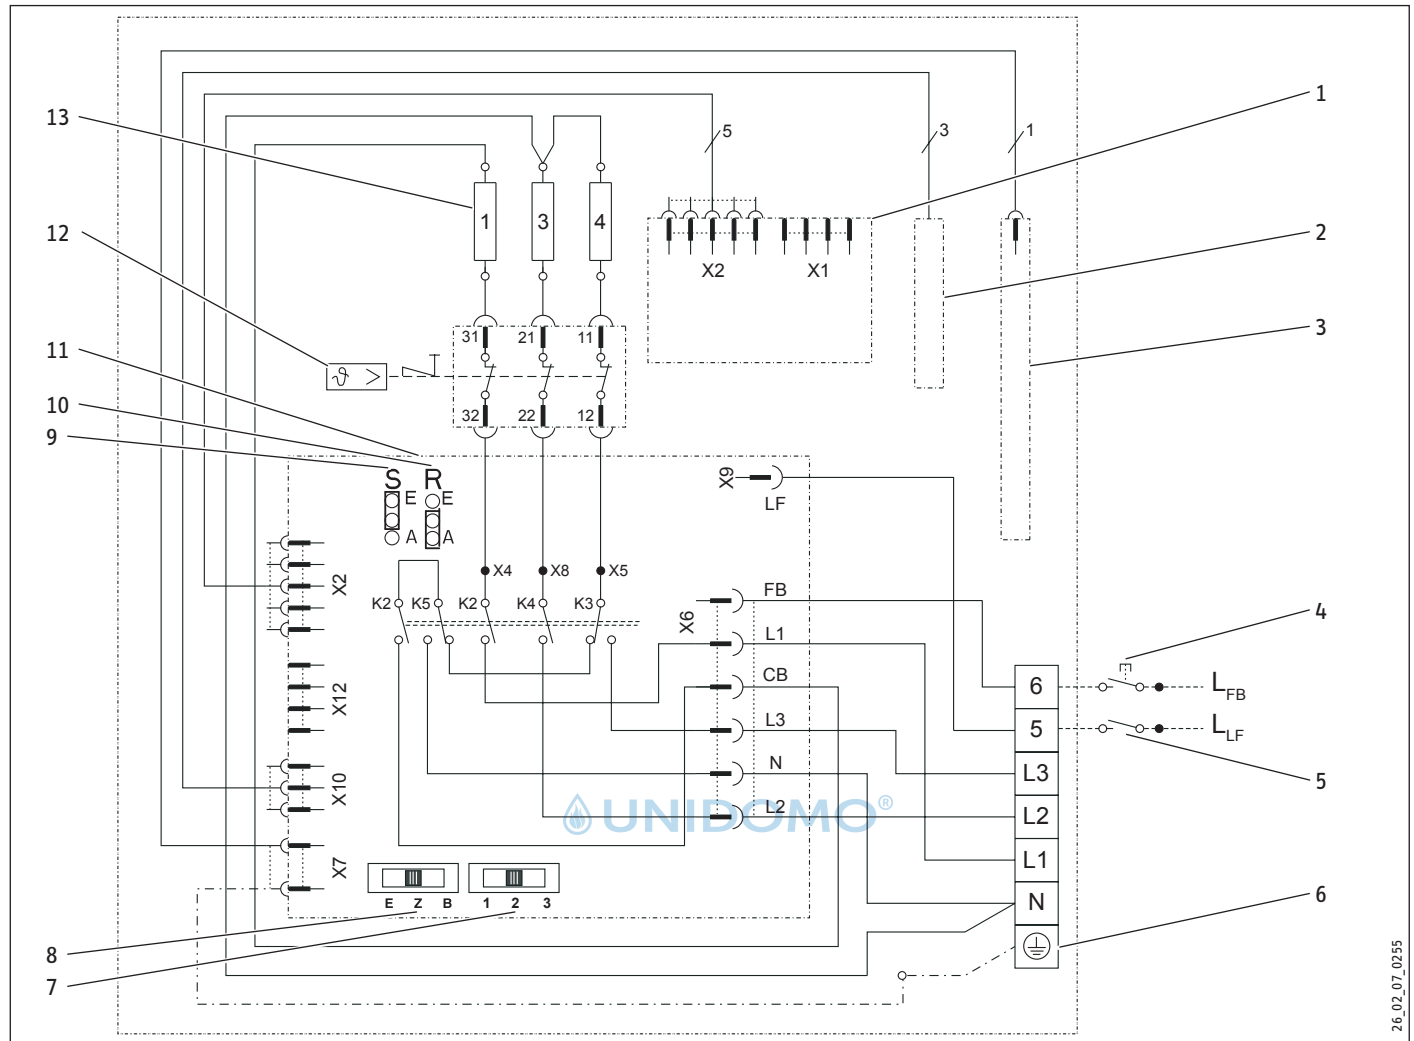 13
12
11
10
9
8
7
1
2
3
4
5
6
5
3
1
1
3
4
X2
X1
31
21
11
ϑ >
32
22
12
S
R
E
E
A
A
X9
LF
X4
X8
X5
K2
K5
K2
K4
K3
X2
X12
X10
X7
X6
FB
L1
CB
L3
N
L2
6
5
L3
L2
L1
N
LFB
LLF
UNIDOMO®
E Z B
1 2 3
26_02_07_0255